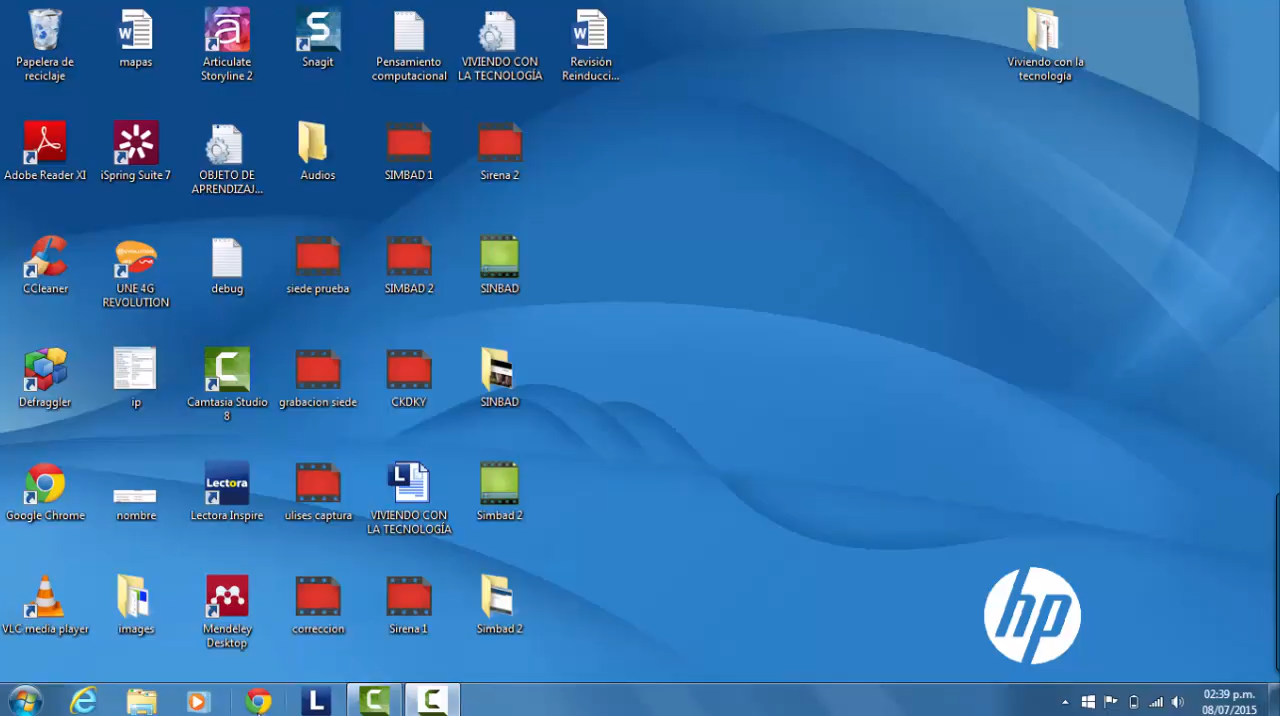 Papelera de
reciclaje
mapas
Articulate
Storyline 2
Snagit
Pensamiento
computacional
VIVIENDO CON
LA TECNOLOGÍA
Revisión
Reinducci...
Viviendo con la
tecnologia
Adobe Reader XI
iSpring Suite 7
OBJETO DE
APRENDIZAJ...
Audios
SIMBAD 1
Sirena 2
CCleaner
UNE 4G
REVOLUTION
debug
siede prueba
SIMBAD 2
SINBAD
Defraggler
ip
Camtasia Studio
8
grabacion siede
CKDKY
SINBAD
Lectora
Google Chrome
nombre
Lectora Inspire
ulises captura
VIVIENDO CON
LA TECNOLOGÍA
Simbad 2
VLC media player
images
Mendeley
Desktop
correccion
Sirena 1
Simbad 2
hp
02:39 p.m.
08/07/2015